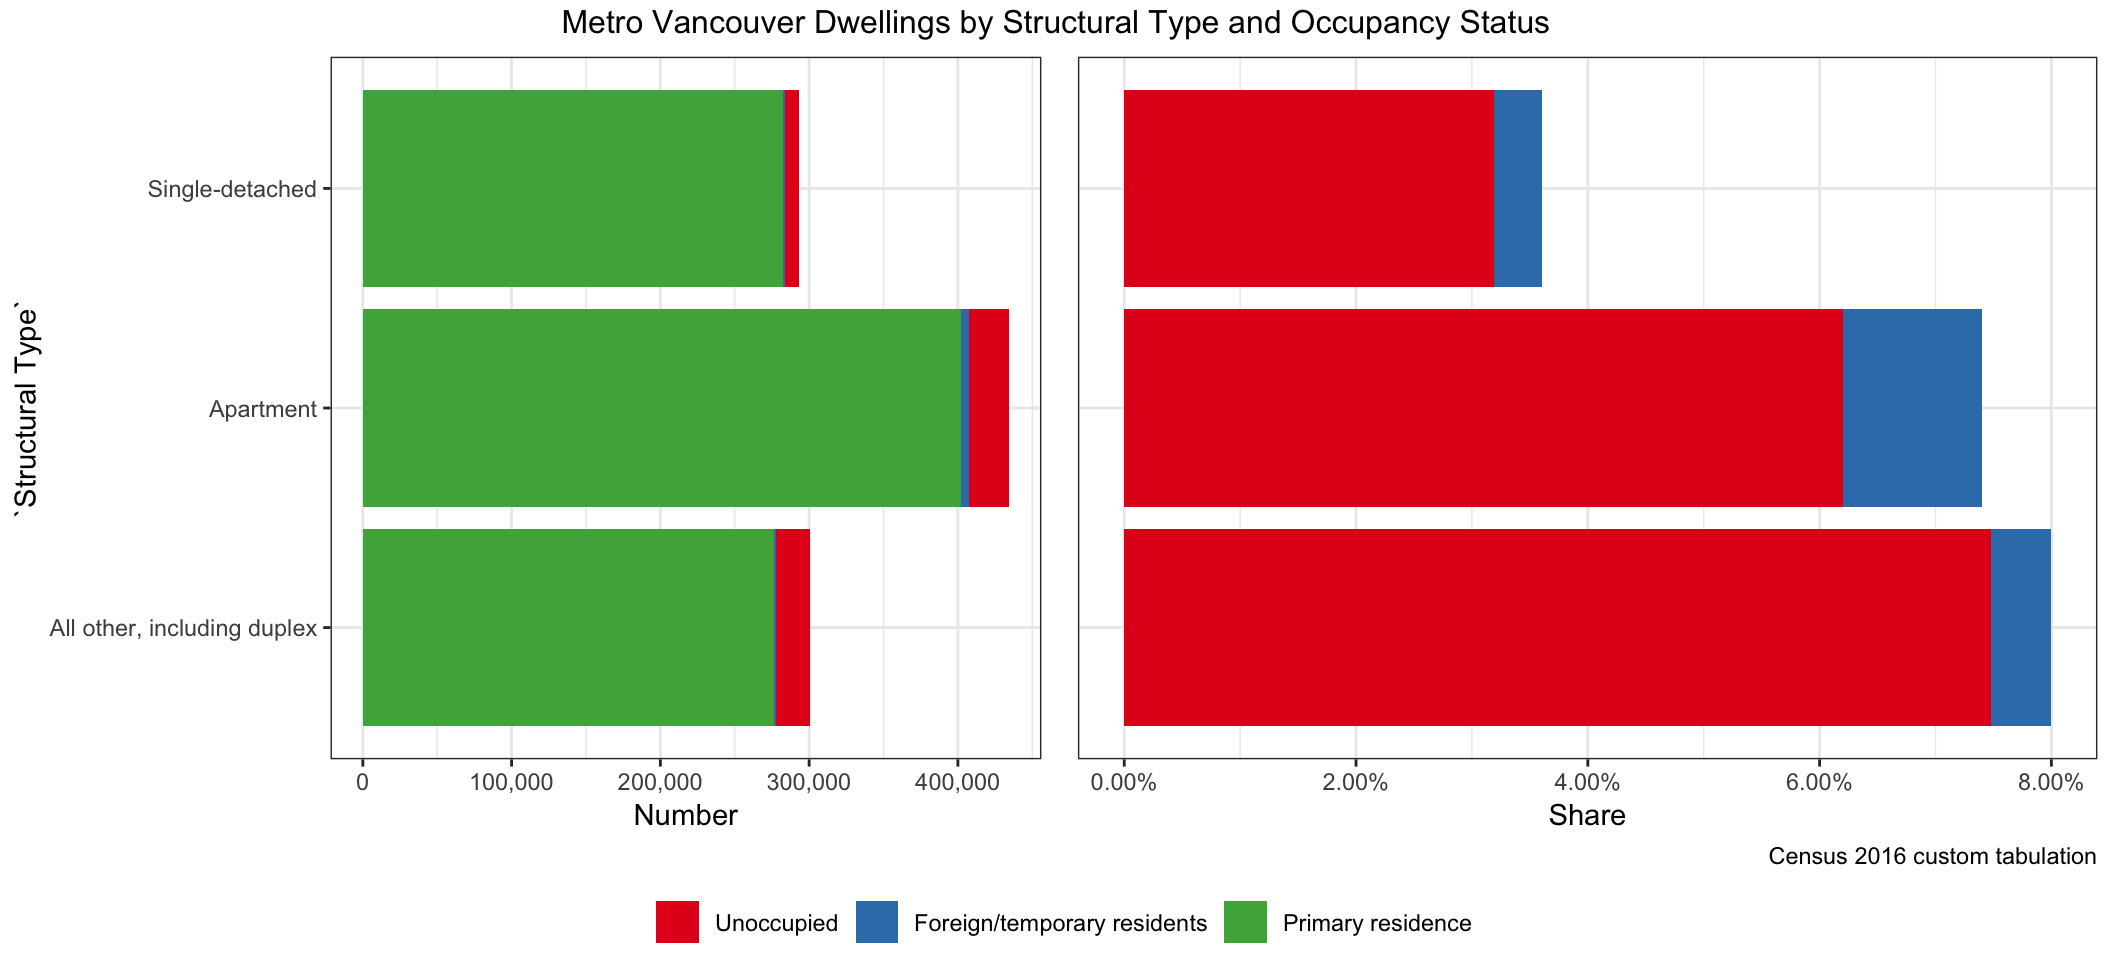 Metro Vancouver Dwellings by Structural Type and Occupancy Status
`Structural Type`
Single-detached
Apartment
All other, including duplex
0 100,000 200,000 300,000 400,000
Number
0.00% 2.00% 4.00% 6.00% 8.00%
Share
Census 2016 custom tabulation
Unoccupied Foreign/temporary residents Primary residence